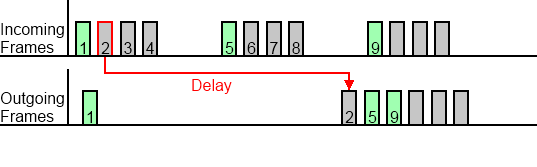 Incoming
Frames
1 2 3 4 5 6 7 8 9
Delay
Outgoing
Frames
1 2 5 9